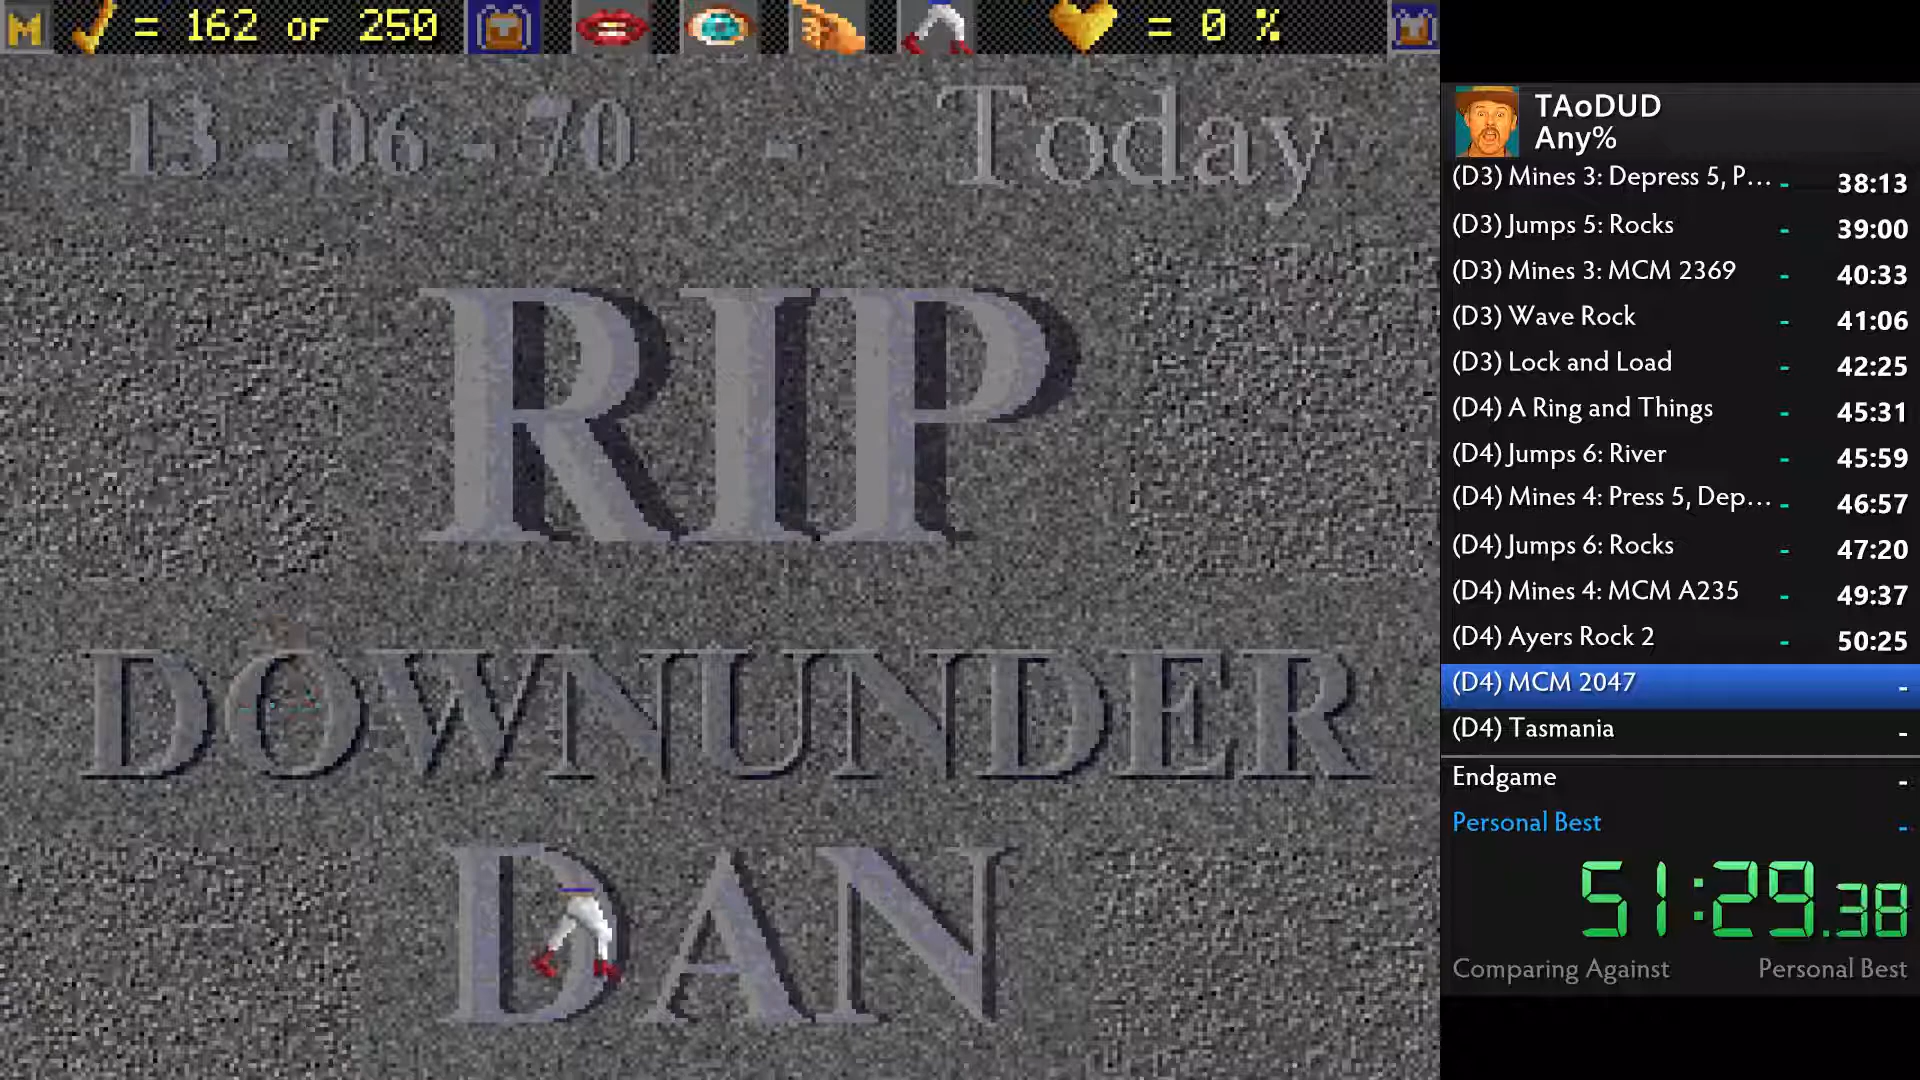 M = 162 OF 250 = 0 %
13 - 06 - 70 - Today
RIP
DOWNUNDER
DAN
TAoDUD
Any%
(D3) Mines 3: Depress 5, P... - 38:13
(D3) Jumps 5: Rocks - 39:00
(D3) Mines 3: MCM 2369 - 40:33
(D3) Wave Rock - 41:06
(D3) Lock and Load - 42:25
(D4) A Ring and Things - 45:31
(D4) Jumps 6: River - 45:59
(D4) Mines 4: Press 5, Dep... - 46:57
(D4) Jumps 6: Rocks - 47:20
(D4) Mines 4: MCM A235 - 49:37
(D4) Ayers Rock 2 - 50:25
(D4) MCM 2047 -
(D4) Tasmania -
Endgame -
Personal Best -
51:29.38
Comparing Against Personal Best